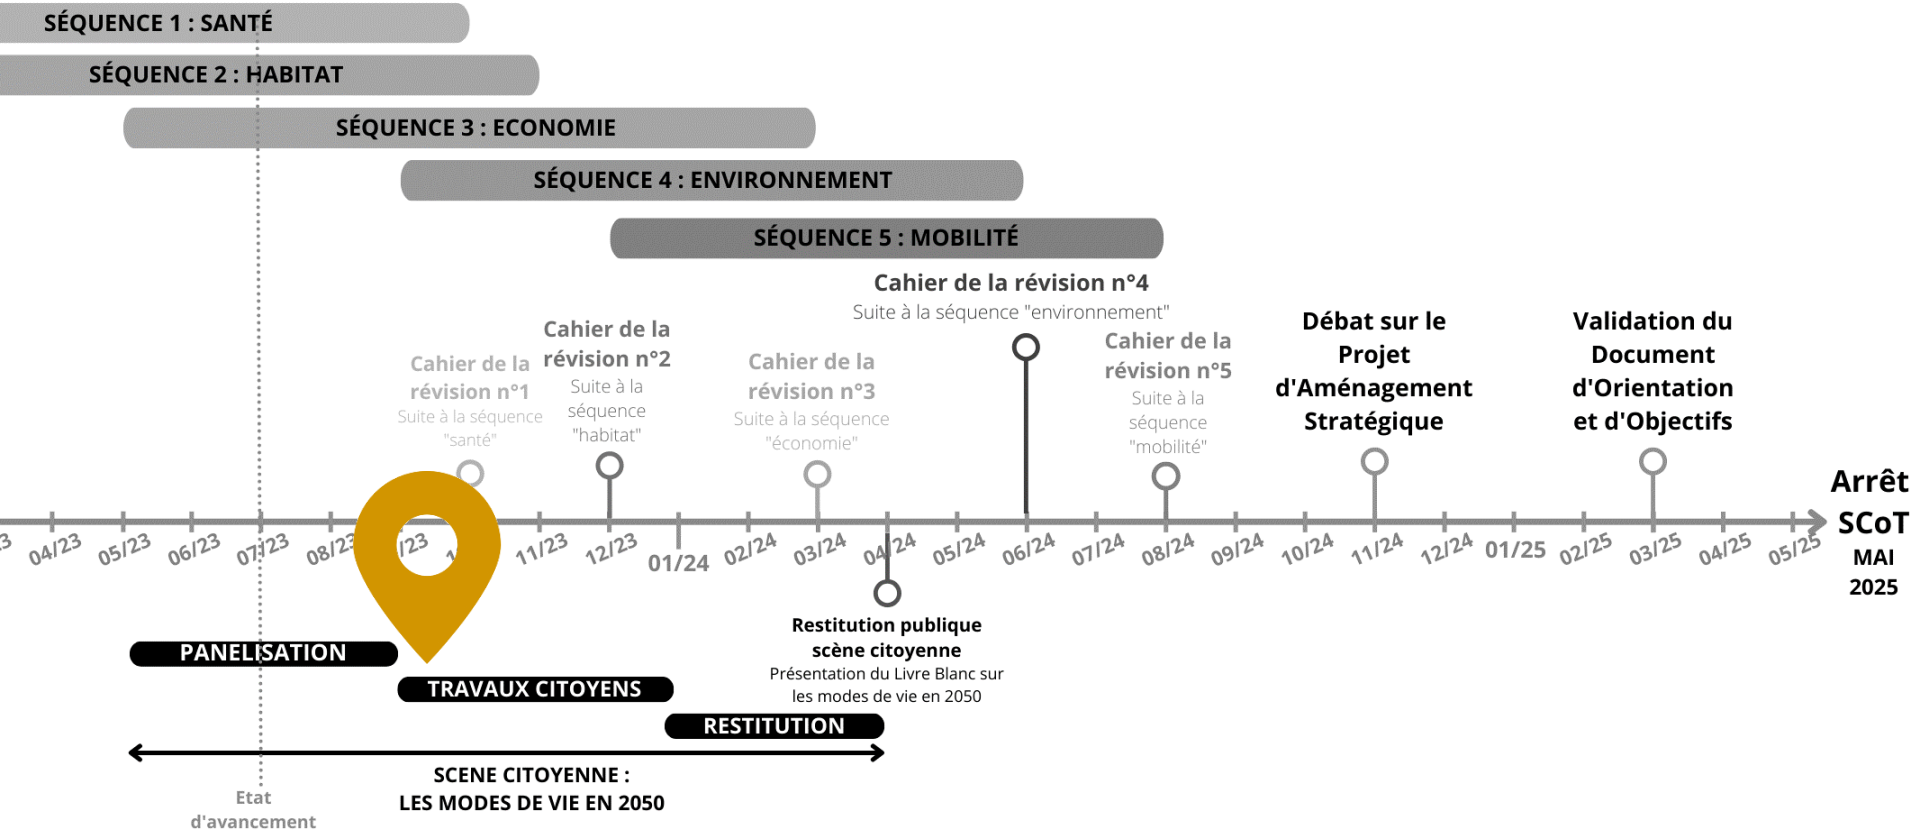 SÉQUENCE 1 : SANTÉ
SÉQUENCE 2 : HABITAT
SÉQUENCE 3 : ECONOMIE
SÉQUENCE 4 : ENVIRONNEMENT
SÉQUENCE 5 : MOBILITÉ
Cahier de la révision n°1
Suite à la séquence
"santé"
Cahier de la
révision n°2
Suite à la
séquence
"habitat"
Cahier de la
révision n°3
Suite à la séquence
"économie"
Cahier de la révision n°4
Suite à la séquence "environnement"
Cahier de la
révision n°5
Suite à la
séquence
"mobilité"
Débat sur le
Projet
d'Aménagement
Stratégique
Validation du
Document
d'Orientation
et d'Objectifs
Arrêt
SCoT
MAI
2025
04/23 05/23 06/23 07/23 08/23 /23 11/23 12/23 01/24 02/24 03/24 04/24 05/24 06/24 07/24 08/24 09/24 10/24 11/24 12/24 01/25 02/25 03/25 04/25 05/25
Restitution publique
scène citoyenne
Présentation du Livre Blanc sur
les modes de vie en 2050
PANELISATION
TRAVAUX CITOYENS
RESTITUTION
SCENE CITOYENNE :
LES MODES DE VIE EN 2050
Etat
d'avancement